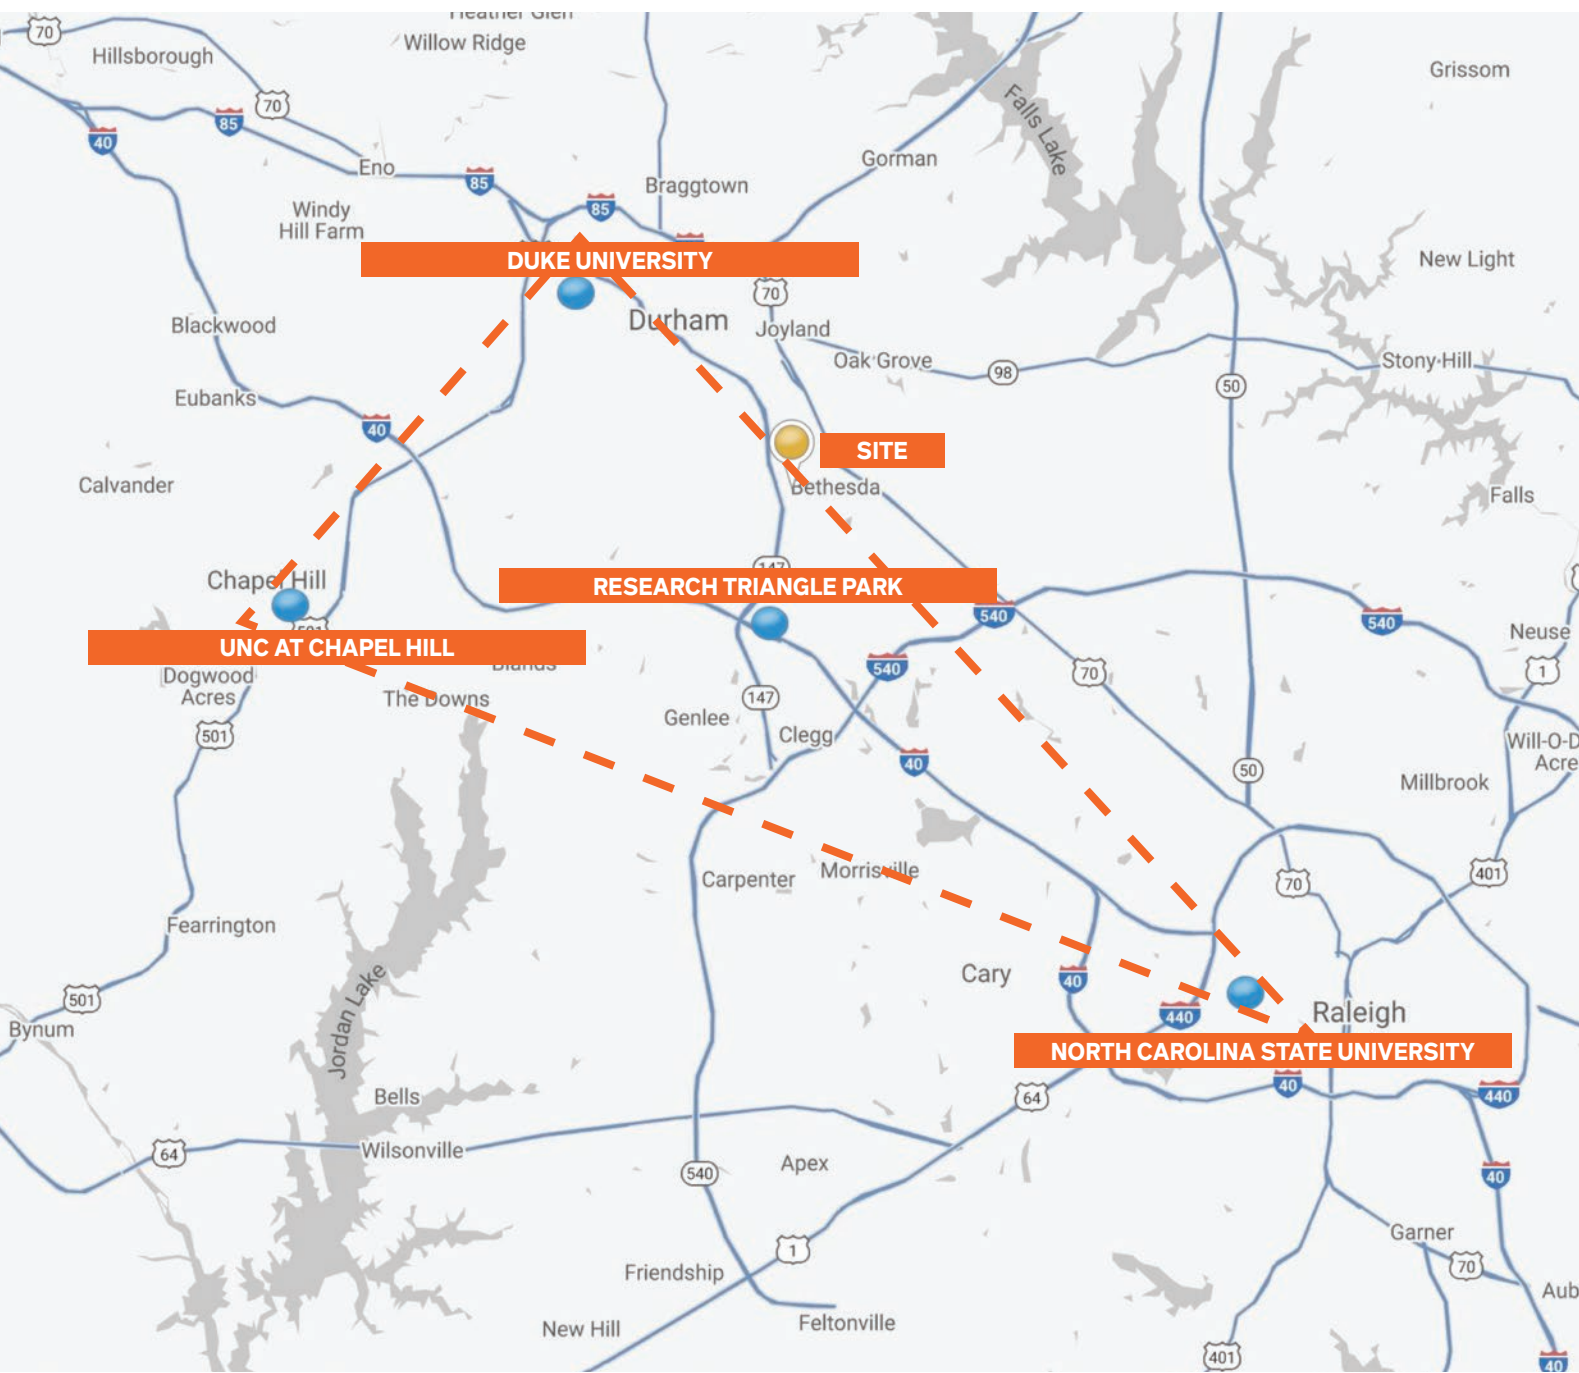 Heather Glen
70
Willow Ridge
Hillsborough
Grissom
70
85
40
Falls Lake
Gorman
Eno
85
Braggtown
85
Windy
Hill Farm
DUKE UNIVERSITY
New Light
70
Durham
Joyland
Blackwood
Oak Grove
98
Stony Hill
50
Eubanks
40
SITE
Calvander
Bethesda
Falls
147
Chapel Hill
RESEARCH TRIANGLE PARK
540
540
501
Neuse
UNC AT CHAPEL HILL
Blands
540
1
Dogwood
Acres
70
The Downs
147
Genlee
501
Clegg
Will-O-D
Acre
40
50
Millbrook
Carpenter
Morrisville
70
401
Fearrington
Cary
40
501
Jordan Lake
440
Raleigh
Bynum
NORTH CAROLINA STATE UNIVERSITY
40
440
64
Bells
64
Wilsonville
Apex
540
40
Garner
1
70
Friendship
Aub
New Hill
Feltonville
401
40